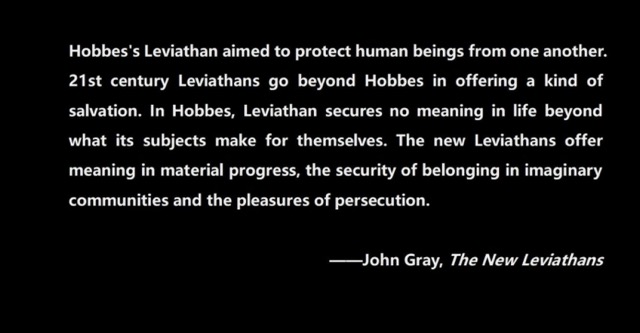 Hobbes's Leviathan aimed to protect human beings from one another.
21st century Leviathans go beyond Hobbes in offering a kind of
salvation. In Hobbes, Leviathan secures no meaning in life beyond
what its subjects make for themselves. The new Leviathans offer
meaning in material progress, the security of belonging in imaginary
communities and the pleasures of persecution.
——John Gray, The New Leviathans